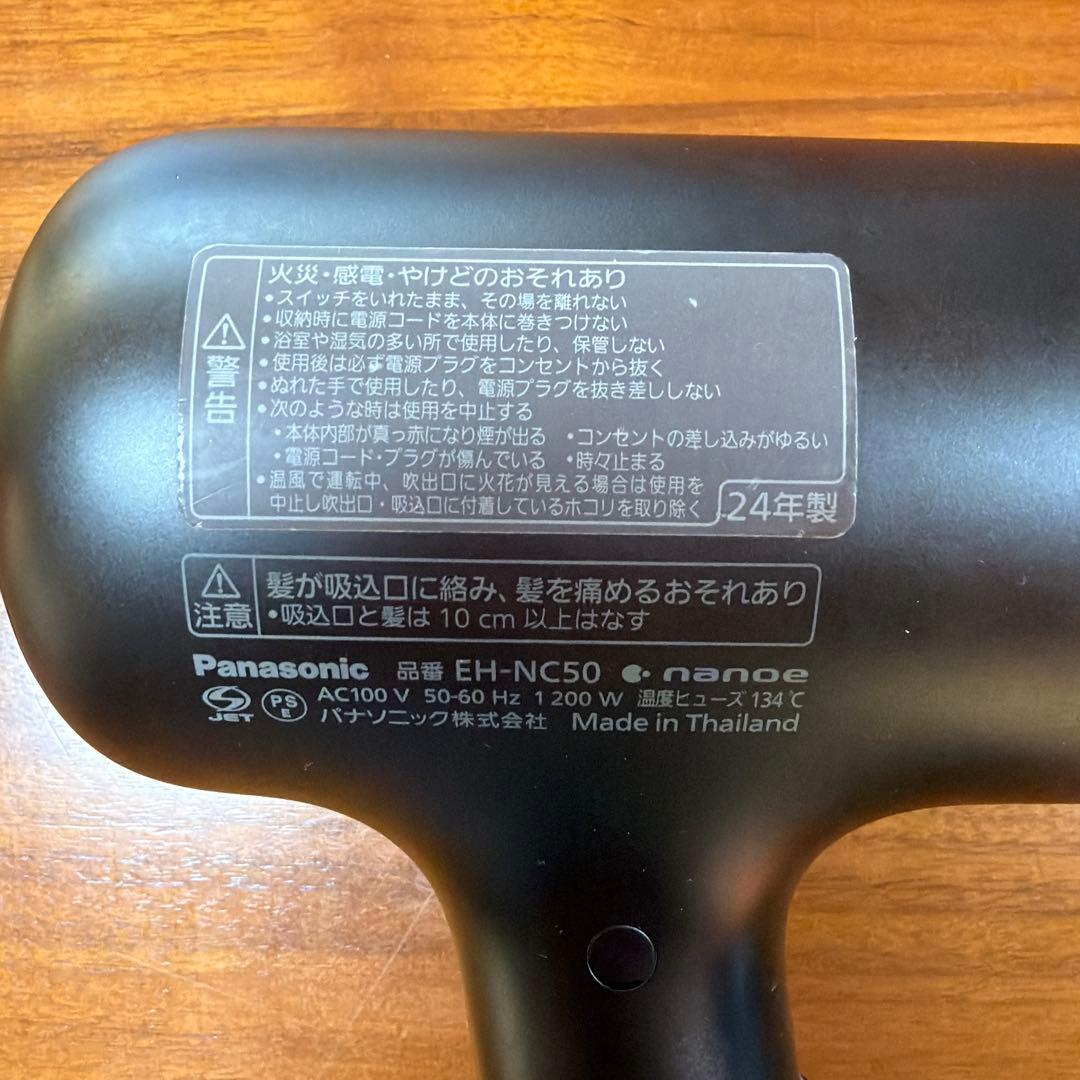 警告
火災・感電・やけどのおそれあり
•スイッチをいれたまま、その場を離れない
•収納時に電源コードを本体に巻きつけない
•浴室や湿気の多い所で使用したり、保管しない
•使用後は必ず電源プラグをコンセントから抜く
•ぬれた手で使用したり、電源プラグを抜き差ししない
•次のような時は使用を中止する
•本体内部が真っ赤になり煙が出る •コンセントの差し込みがゆるい
•電源コード・プラグが傷んでいる •時々止まる
•温風で運転中、吹出口に火花が見える場合は使用を
中止し吹出口・吸込口に付着しているホコリを取り除く
24年製
注意
髪が吸込口に絡み、髪を痛めるおそれあり
•吸込口と髪は 10 cm 以上はなす
Panasonic 品番 EH-NC50 nanoe
JET PS E AC100 V 50-60 Hz 1 200 W 温度ヒューズ 134℃
パナソニック株式会社 Made in Thailand